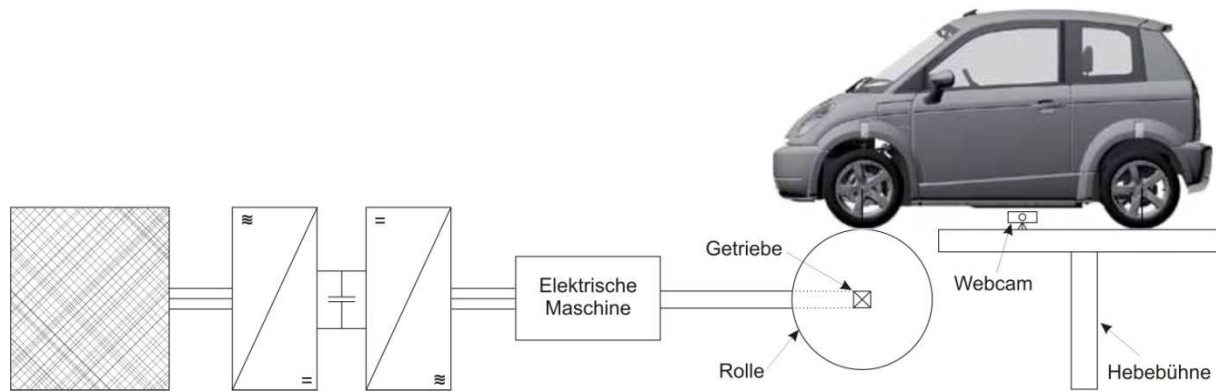 Elektrische
Maschine
Getriebe
Rolle
Webcam
Hebebühne